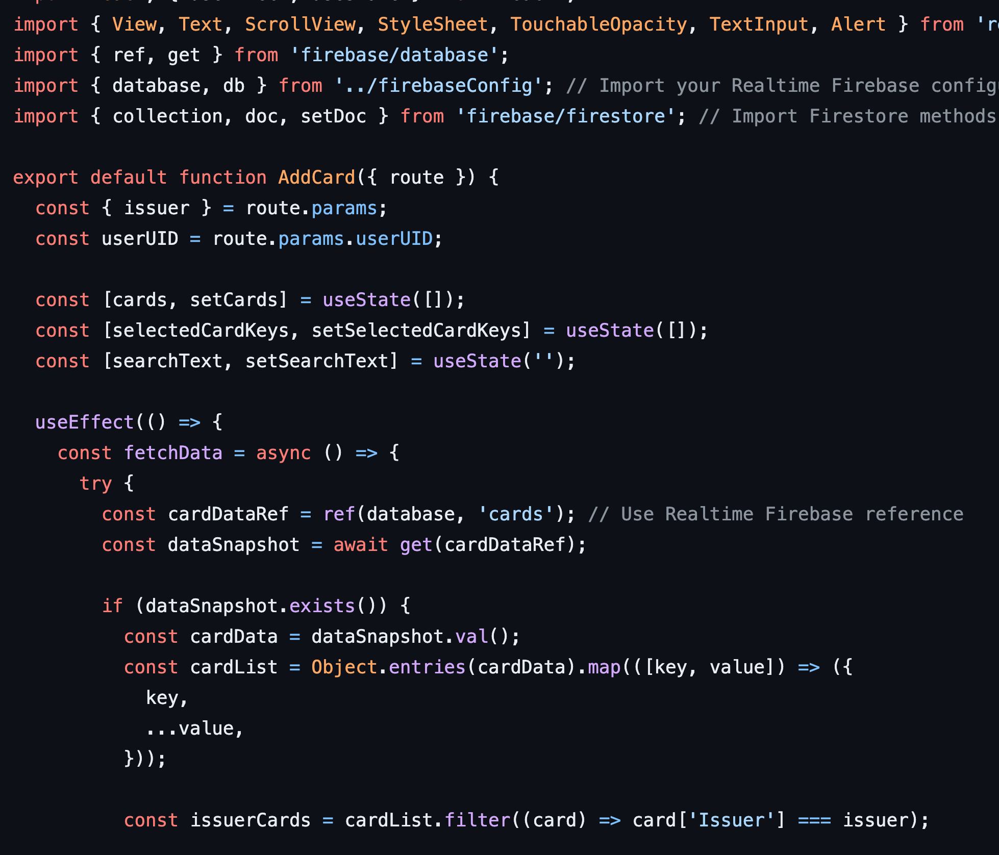 import { View, Text, ScrollView, StyleSheet, TouchableOpacity, TextInput, Alert } from
import { ref, get } from 'firebase/database';
import { database, db } from '../firebaseConfig'; // Import your Realtime Firebase
import { collection, doc, setDoc } from 'firebase/firestore'; // Import Firestore methods
export default function AddCard({ route }) {
  const { issuer } = route.params;
  const userUID = route.params.userUID;
  const [cards, setCards] = useState([]);
  const [selectedCardKeys, setSelectedCardKeys] = useState([]);
  const [searchText, setSearchText] = useState('');
  useEffect(() => {
    const fetchData = async () => {
      try {
        const cardDataRef = ref(database, 'cards'); // Use Realtime Firebase reference
        const dataSnapshot = await get(cardDataRef);
        if (dataSnapshot.exists()) {
          const cardData = dataSnapshot.val();
          const cardList = Object.entries(cardData).map(([key, value]) => ({
            key,
            ...value,
          }));
          const issuerCards = cardList.filter((card) => card['Issuer'] === issuer);